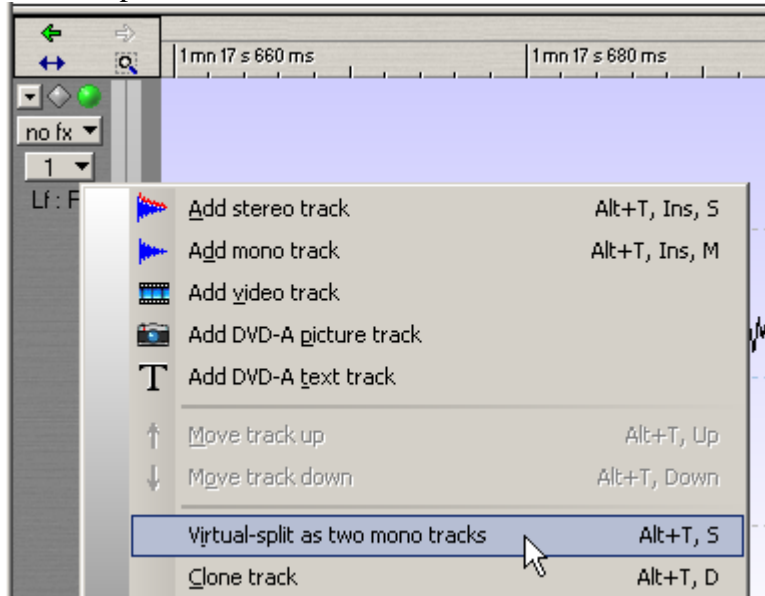 1 mn 17 s 660 ms 1 mn 17 s 680 ms
no fx
1
Lf : F
Add stereo track Alt+T, Ins, S
Add mono track Alt+T, Ins, M
Add video track
Add DVD-A picture track
T Add DVD-A text track
Move track up Alt+T, Up
Move track down Alt+T, Down
Virtual-split as two mono tracks Alt+T, S
Clone track Alt+T, D